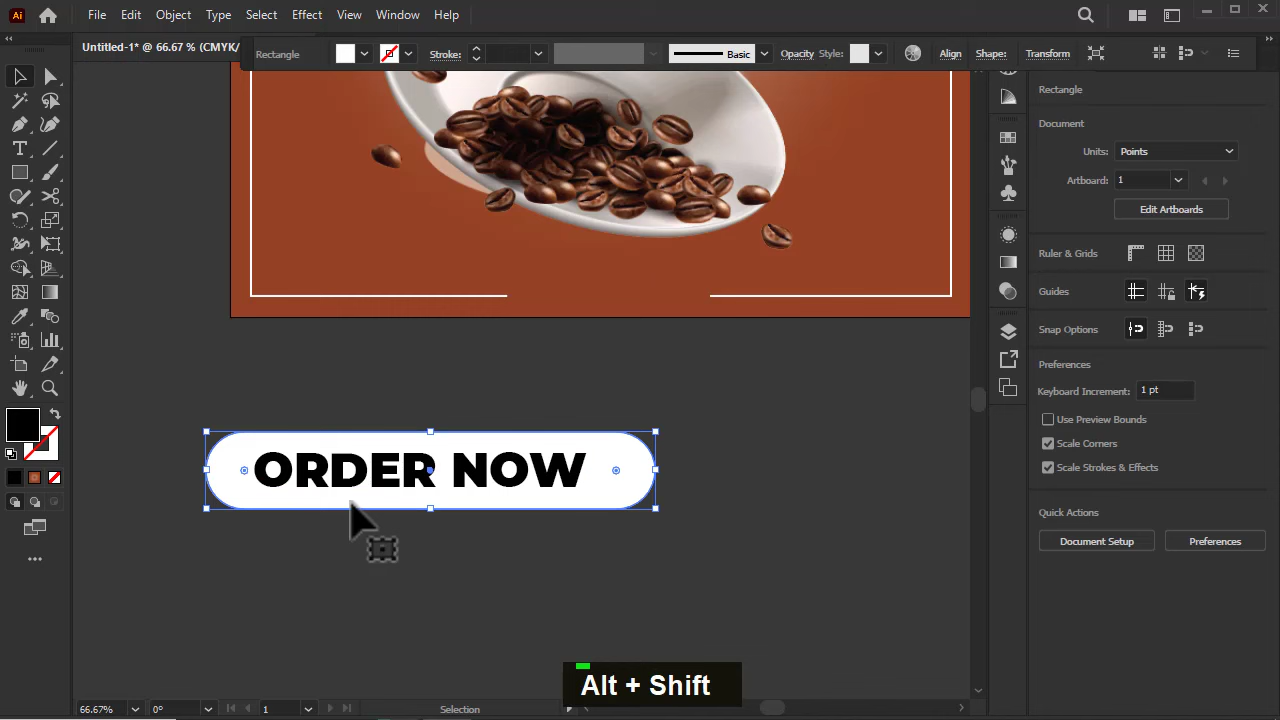 Ai File Edit Object Type Select Effect View Window Help
Untitled-1* @ 66.67 % (CMYK/
Rectangle Stroke: Basic Opacity Style: Align Shape: Transform
Rectangle
Document
Units: Points
Artboard: 1
Edit Artboards
Ruler & Grids
Guides
Snap Options
Preferences
Keyboard Increment: 1 pt
Use Preview Bounds
Scale Corners
Scale Strokes & Effects
Quick Actions
Document Setup Preferences
ORDER NOW
Alt + Shift
66.67% 0° 1 Selection